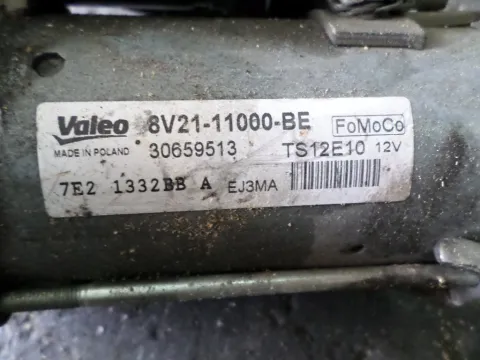 Valeo 8V21-11000-BE FoMoCo
MADE IN POLAND 30659513 TS12E10 12V
7E2 1332BB A EJ3MA